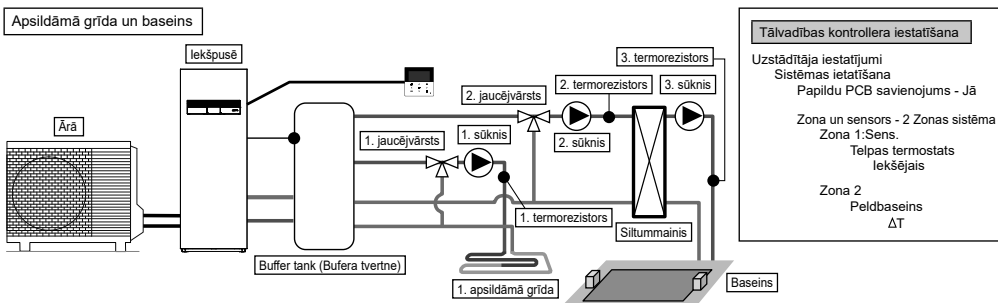 Apsildāmā grīda un baseins
Iekšpusē
Ārā
Buffer tank (Bufera tvertne)
1. jaucējvārsts
1. sūknis
2. jaucējvārsts
2. termorezistors
3. sūknis
3. termorezistors
2. sūknis
1. termorezistors
Siltummainis
1. apsildāmā grīda
Baseins
Tālvadības kontrollera iestatīšana
Uzstādītāja iestatījumi
Sistēmas ietatīšana
Papildu PCB savienojums - Jā
Zona un sensors - 2 Zonas sistēma
Zona 1:Sens.
Telpas termostats
Iekšējais
Zona 2
Peldbaseins
ΔT